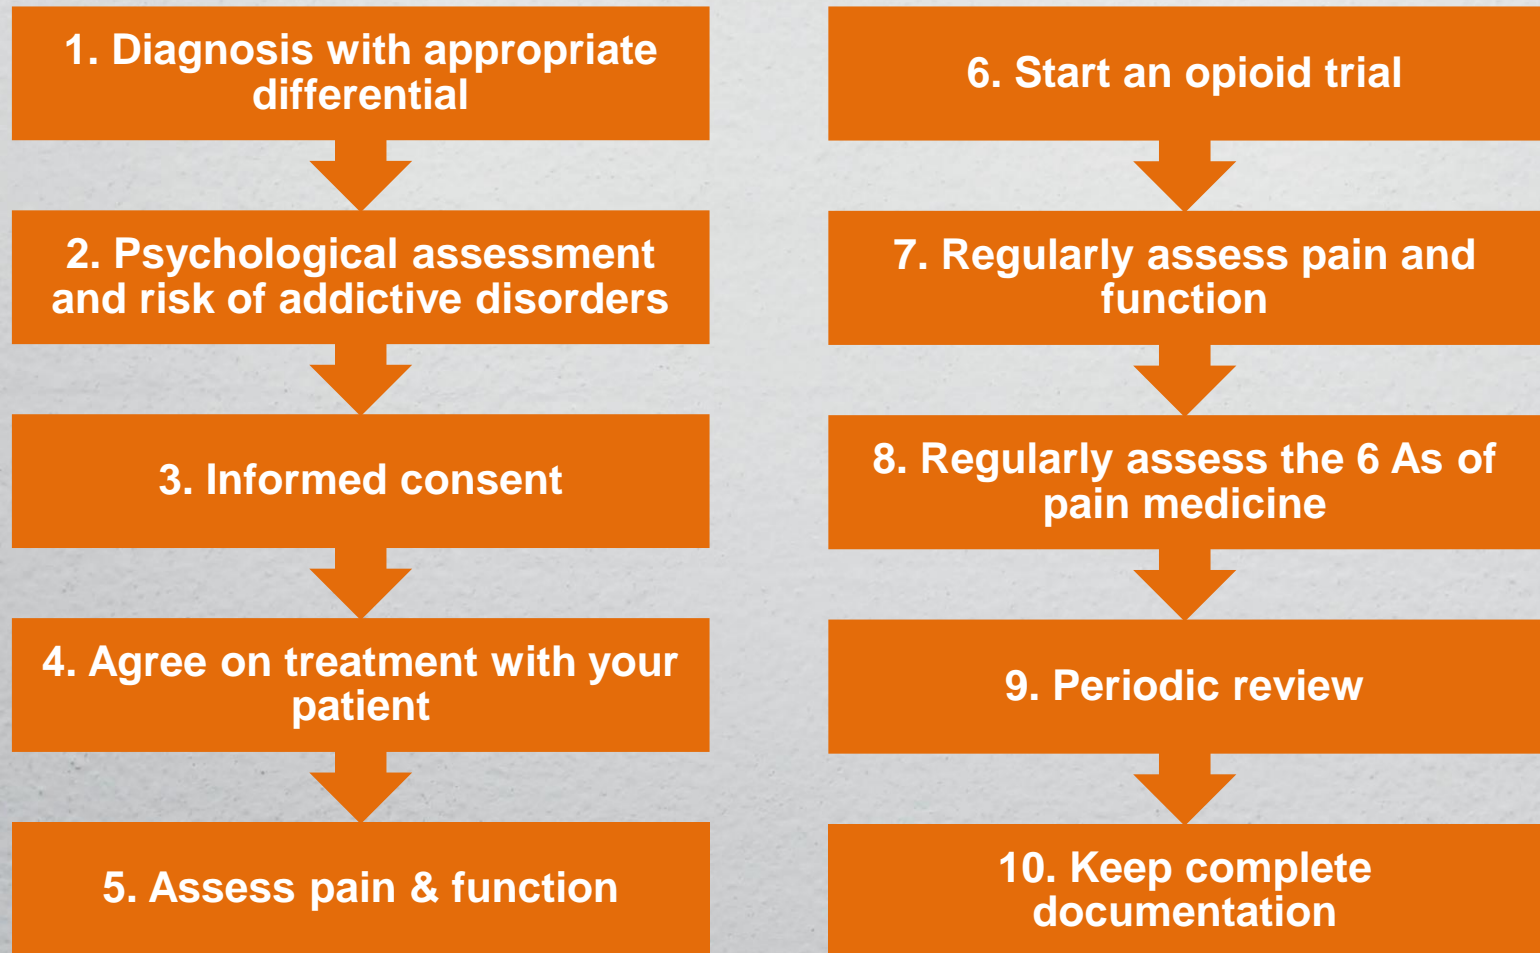 1. Diagnosis with appropriate
differential
2. Psychological assessment
and risk of addictive disorders
3. Informed consent
4. Agree on treatment with your
patient
5. Assess pain & function
6. Start an opioid trial
7. Regularly assess pain and
function
8. Regularly assess the 6 As of
pain medicine
9. Periodic review
10. Keep complete
documentation